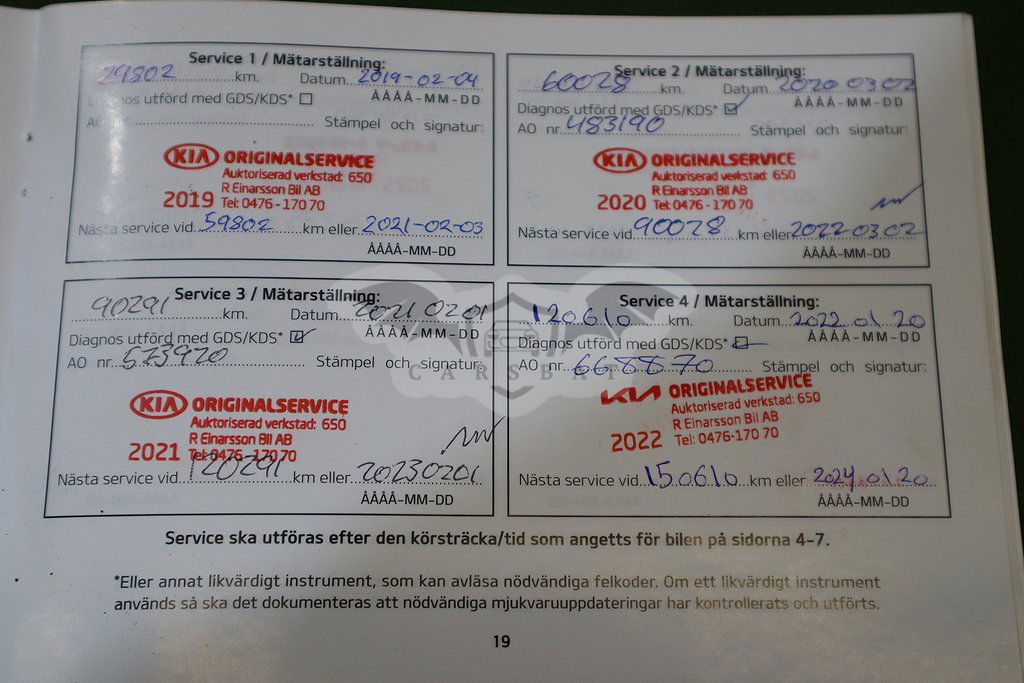 Service 1 / Mätarställning:
29802 km. Datum. 2019-02-04
Diagnos utförd med GDS/KDS* ÅÅÅÅ-MM-DD
AO Stämpel och signatur:
KIA ORIGINALSERVICE
Auktoriserad verkstad: 650
R Einarsson Bil AB
2019 Tel: 0476-170 70
Nästa service vid 59802 km eller 2021-02-03
ÅÅÅÅ-MM-DD
Service 2 / Mätarställning:
60028 km. Datum 2020 03 02
Diagnos utförd med GDS/KDS* ÅÅÅÅ-MM-DD
AO nr. 483190 Stämpel och signatur:
KIA ORIGINALSERVICE
Auktoriserad verkstad: 650
R Einarsson Bil AB
2020 Tel: 0476-170 70
Nästa service vid 90028 km eller 2022 03 02
ÅÅÅÅ-MM-DD
Service 3 / Mätarställning:
90291 km. Datum 2021 02 01
Diagnos utförd med GDS/KDS* ÅÅÅÅ-MM-DD
AO nr. 573920 Stämpel och signatur:
KIA ORIGINALSERVICE
Auktoriserad verkstad: 650
R Einarsson Bil AB
2021 Tel: 0476-170 70
Nästa service vid 120291 km eller 20230201
ÅÅÅÅ-MM-DD
Service 4 / Mätarställning:
120610 km. Datum 2022 01 20
Diagnos utförd med GDS/KDS* ÅÅÅÅ-MM-DD
AO nr. 668870 Stämpel och signatur:
KIA ORIGINALSERVICE
Auktoriserad verkstad: 650
R Einarsson Bil AB
2022 Tel: 0476-170 70
Nästa service vid 150610 km eller 2024 01 20
ÅÅÅÅ-MM-DD
CARSBAT
Service ska utföras efter den körsträcka/tid som angetts för bilen på sidorna 4-7.
*Eller annat likvärdigt instrument, som kan avläsa nödvändiga felkoder. Om ett likvärdigt instrument
används så ska det dokumenteras att nödvändiga mjukvaruuppdateringar har kontrollerats och utförts.
19